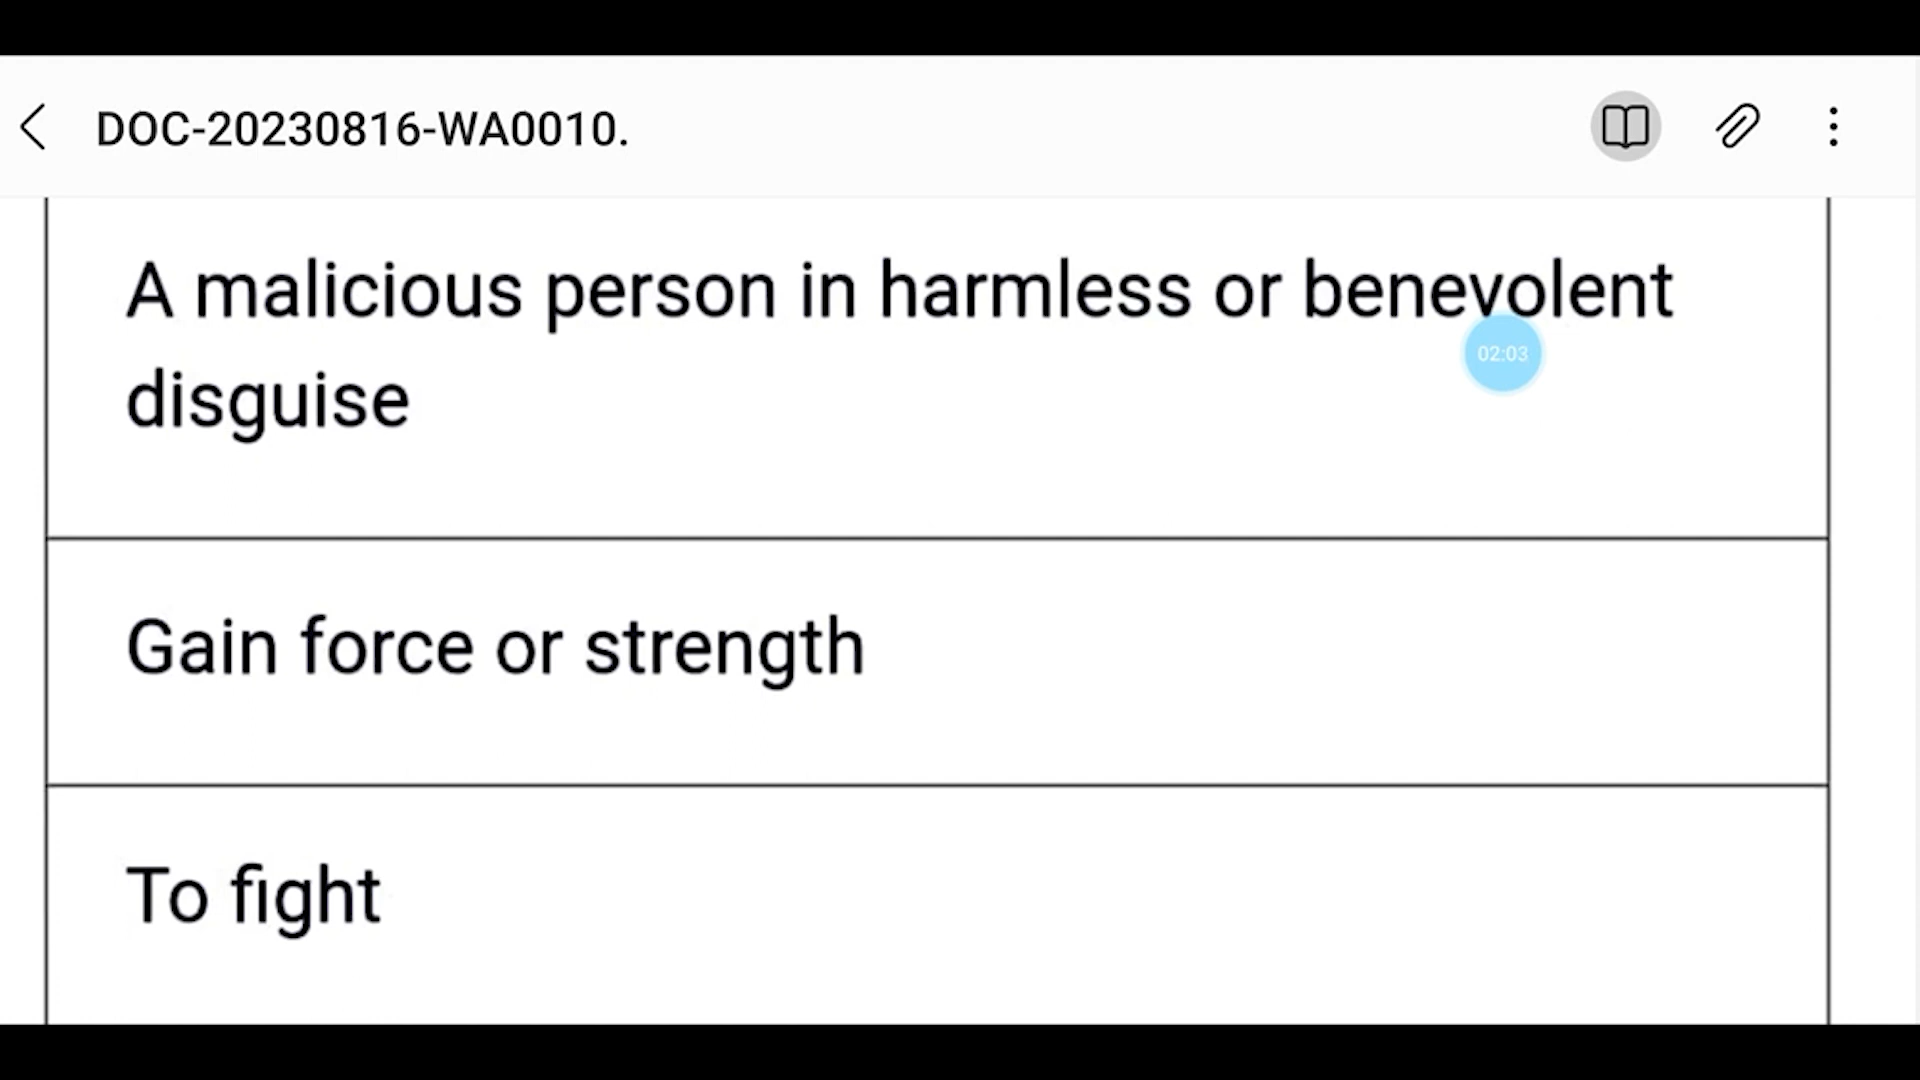 DOC-20230816-WA0010.
A malicious person in harmless or benevolent
02:03
disguise
Gain force or strength
To fight